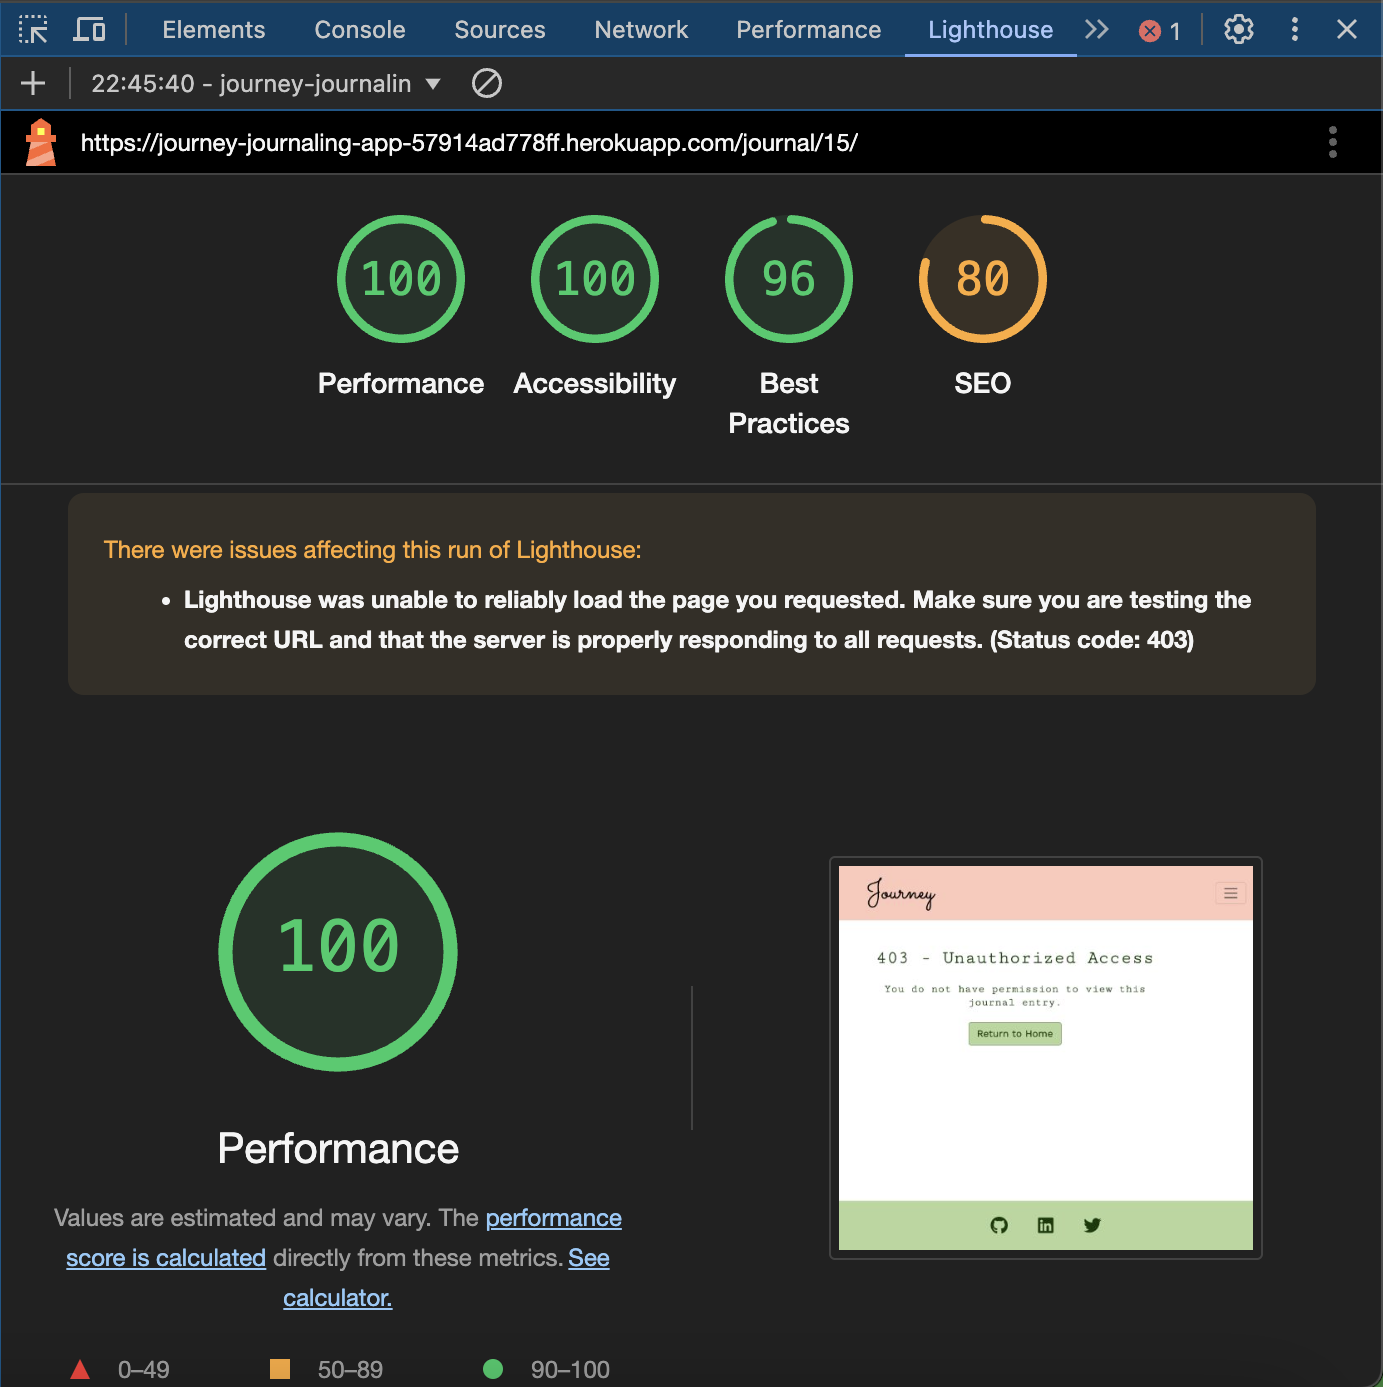 Elements Console Sources Network Performance Lighthouse 1
22:45:40 - journey-journalin
https://journey-journaling-app-57914ad778ff.herokuapp.com/journal/15/
100 100 96 80
Performance Accessibility Best Practices SEO
There were issues affecting this run of Lighthouse:
• Lighthouse was unable to reliably load the page you requested. Make sure you are testing the
correct URL and that the server is properly responding to all requests. (Status code: 403)
100
Performance
Values are estimated and may vary. The performance
score is calculated directly from these metrics. See
calculator.
0–49 50–89 90–100
Journey
403 - Unauthorized Access
You do not have permission to view this
journal entry.
Return to Home